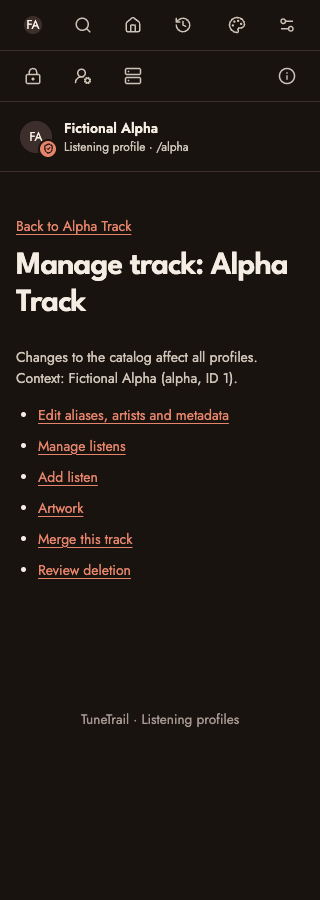 FA
FA
Fictional Alpha
Listening profile · /alpha
Back to Alpha Track
Manage track: Alpha
Track
Changes to the catalog affect all profiles.
Context: Fictional Alpha (alpha, ID 1).
Edit aliases, artists and metadata
Manage listens
Add listen
Artwork
Merge this track
Review deletion
TuneTrail · Listening profiles